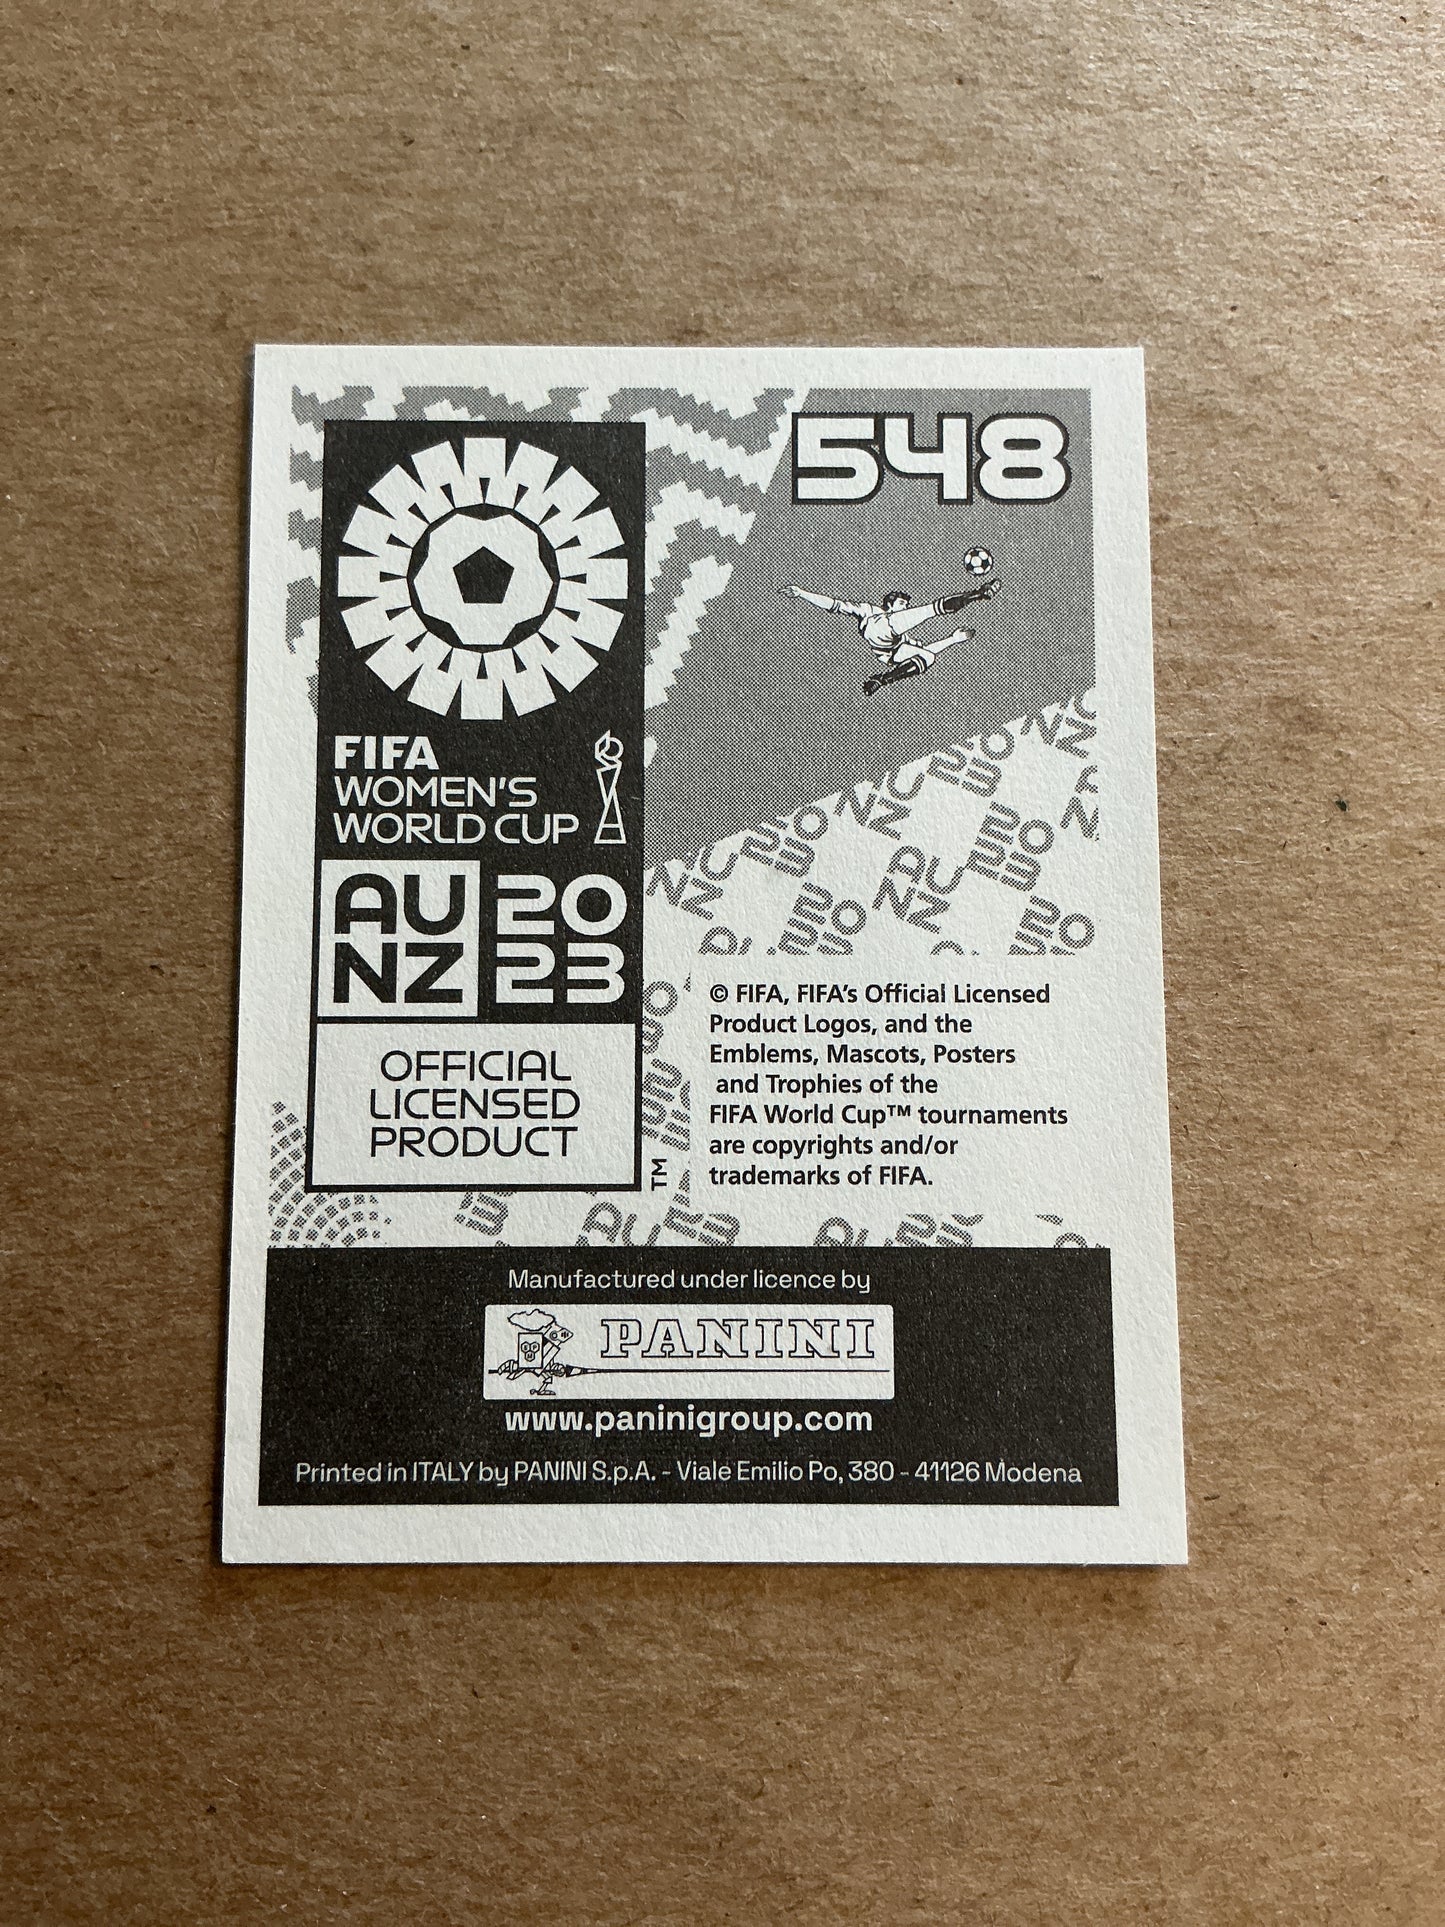 548
FIFA
WOMEN'S
WORLD CUP
AU 20
NZ 23
OFFICIAL
LICENSED
PRODUCT
TM
© FIFA, FIFA's Official Licensed
Product Logos, and the
Emblems, Mascots, Posters
and Trophies of the
FIFA World Cup™ tournaments
are copyrights and/or
trademarks of FIFA.
Manufactured under licence by
PANINI
www.paninigroup.com
Printed in ITALY by PANINI S.p.A. - Viale Emilio Po, 380 - 41126 Modena